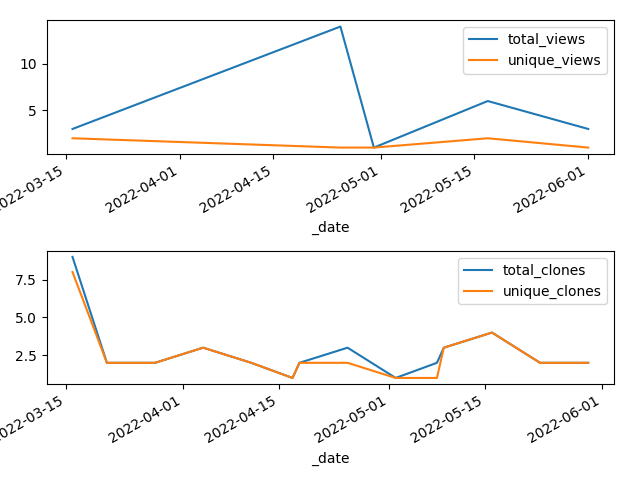 total_views
unique_views
10
5
2022-03-15
2022-04-01
2022-04-15
2022-05-01
2022-05-15
2022-06-01
_date
total_clones
unique_clones
7.5
5.0
2.5
2022-03-15
2022-04-01
2022-04-15
2022-05-01
2022-05-15
2022-06-01
_date